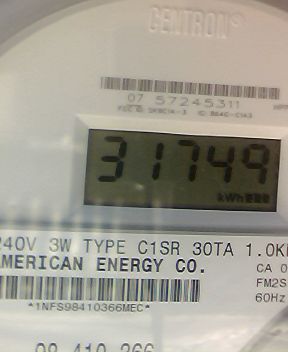 CENTRON®
07 57245311
31749
kWh
240V 3W TYPE C1SR 30TA 1.0K
AMERICAN ENERGY CO.
CA 0
FM2S
60Hz
*1NFS98410366MEC*
98 410 366